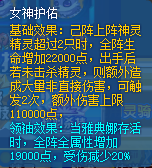 女神护佑
基础效果：己阵上阵神灵
精灵超过2只时，全阵生
命增加22000点，出手后
若未击杀精灵，则额外造
成大量非直接伤害，可触
发2次，额外伤害上限
110000点，
领袖效果：当雅典娜存活
时，全阵全属性增加
19000点，受伤减少20%